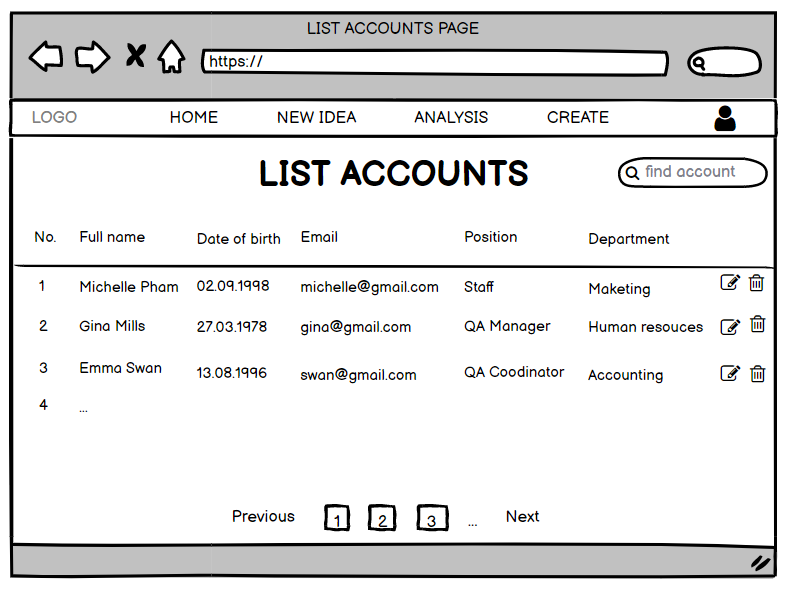 LIST ACCOUNTS PAGE
https://
LOGO HOME NEW IDEA ANALYSIS CREATE
LIST ACCOUNTS
find account
No. Full name Date of birth Email Position Department
1 Michelle Pham 02.09.1998 michelle@gmail.com Staff Maketing
2 Gina Mills 27.03.1978 gina@gmail.com QA Manager Human resouces
3 Emma Swan 13.08.1996 swan@gmail.com QA Coodinator Accounting
4 ...
Previous 1 2 3 ... Next